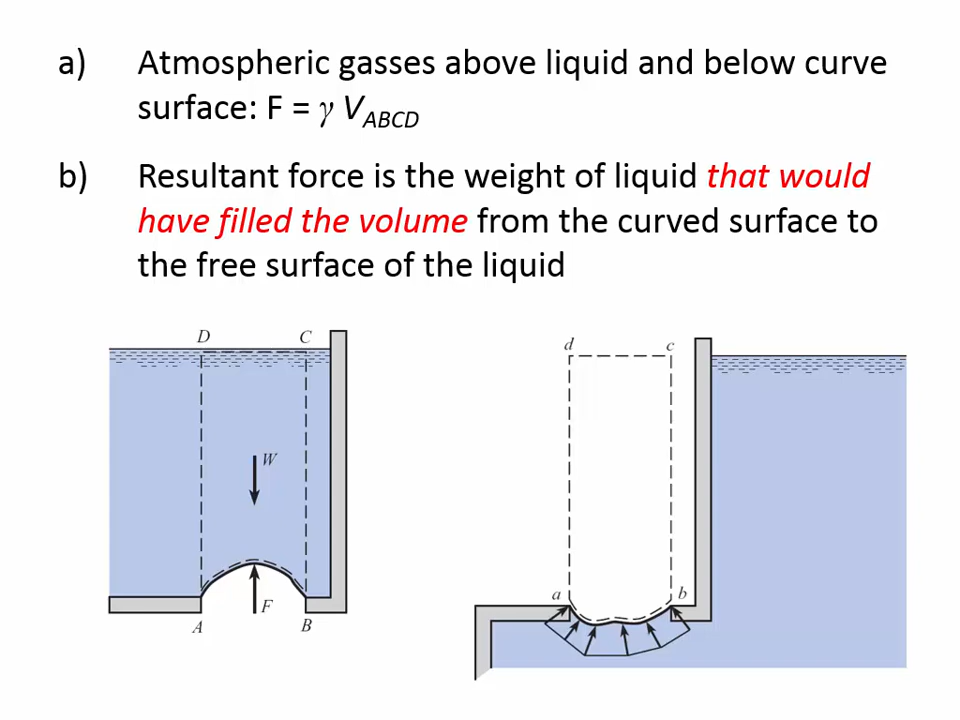 a) Atmospheric gasses above liquid and below curve
surface: F = γ V_ABCD
b) Resultant force is the weight of liquid that would
have filled the volume from the curved surface to
the free surface of the liquid
D C
W
F
A B
d c
a b